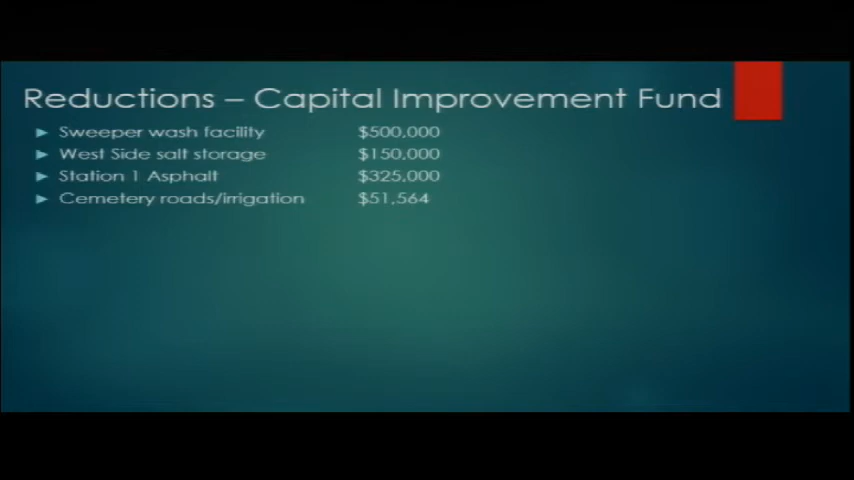 Reductions – Capital Improvement Fund
Sweeper wash facility $500,000
West Side salt storage $150,000
Station 1 Asphalt $325,000
Cemetery roads/irrigation $51,564